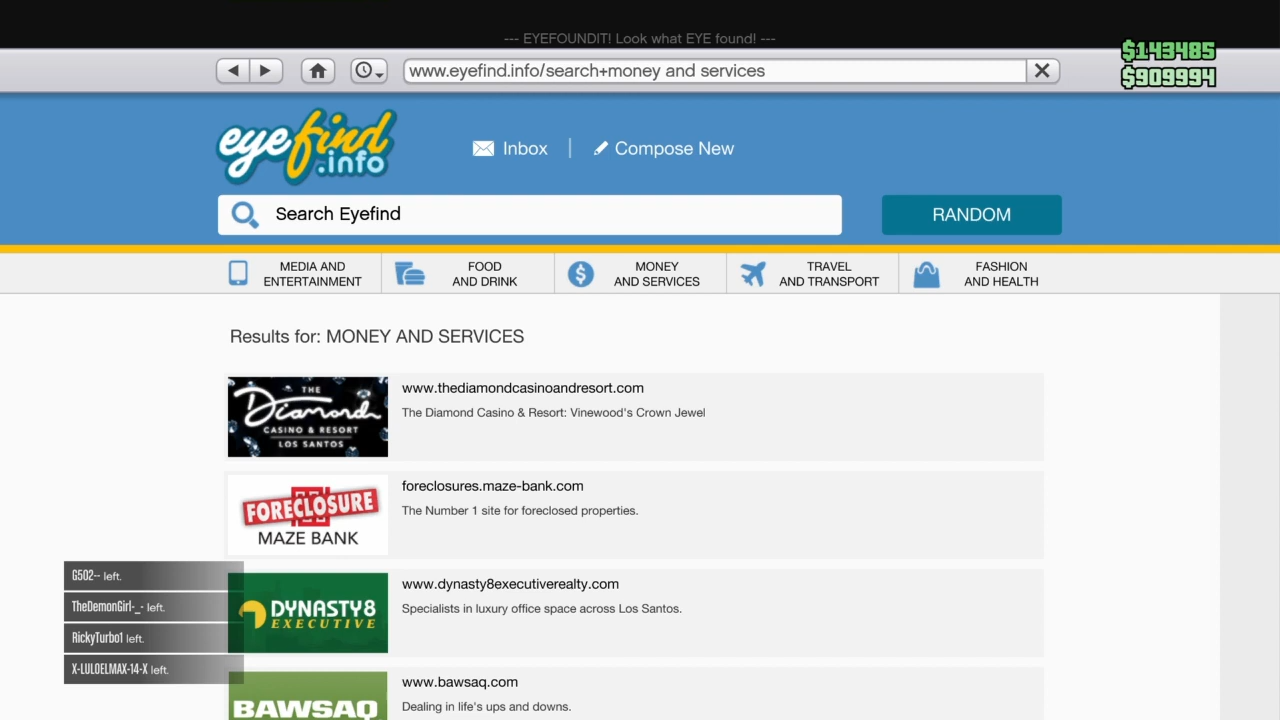 --- EYEFOUNDIT! Look what EYE found! ---
$143485
www.eyefind.info/search+money and services
$909994
eyefind
.info
Inbox
Compose New
Search Eyefind
RANDOM
MEDIA AND
ENTERTAINMENT
FOOD
AND DRINK
MONEY
AND SERVICES
TRAVEL
AND TRANSPORT
FASHION
AND HEALTH
Results for: MONEY AND SERVICES
THE
Diamond
CASINO & RESORT
LOS SANTOS
www.thediamondcasinoandresort.com
The Diamond Casino & Resort: Vinewood's Crown Jewel
FORECLOSURE
MAZE BANK
foreclosures.maze-bank.com
The Number 1 site for foreclosed properties.
G502-- left.
TheDemonGirl-_- left.
RickyTurbo1 left.
X-LULOELMAX-14-X left.
DYNASTY8
EXECUTIVE
www.dynasty8executiverealty.com
Specialists in luxury office space across Los Santos.
BAWSAQ
www.bawsaq.com
Dealing in life's ups and downs.